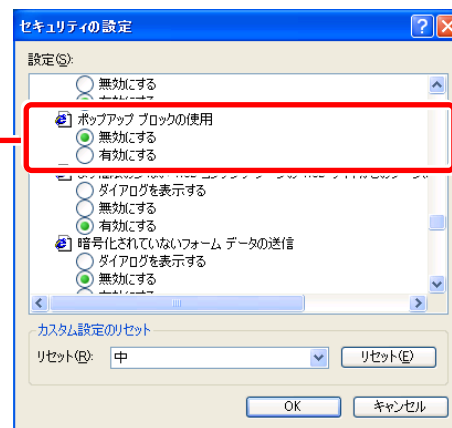 セキュリティの設定
設定(S):
無効にする
ポップアップ ブロックの使用
無効にする
有効にする
ダイアログを表示する
無効にする
有効にする
暗号化されていないフォーム データの送信
ダイアログを表示する
無効にする
カスタム設定のリセット
リセット(R):
中
リセット(E)
OK
キャンセル